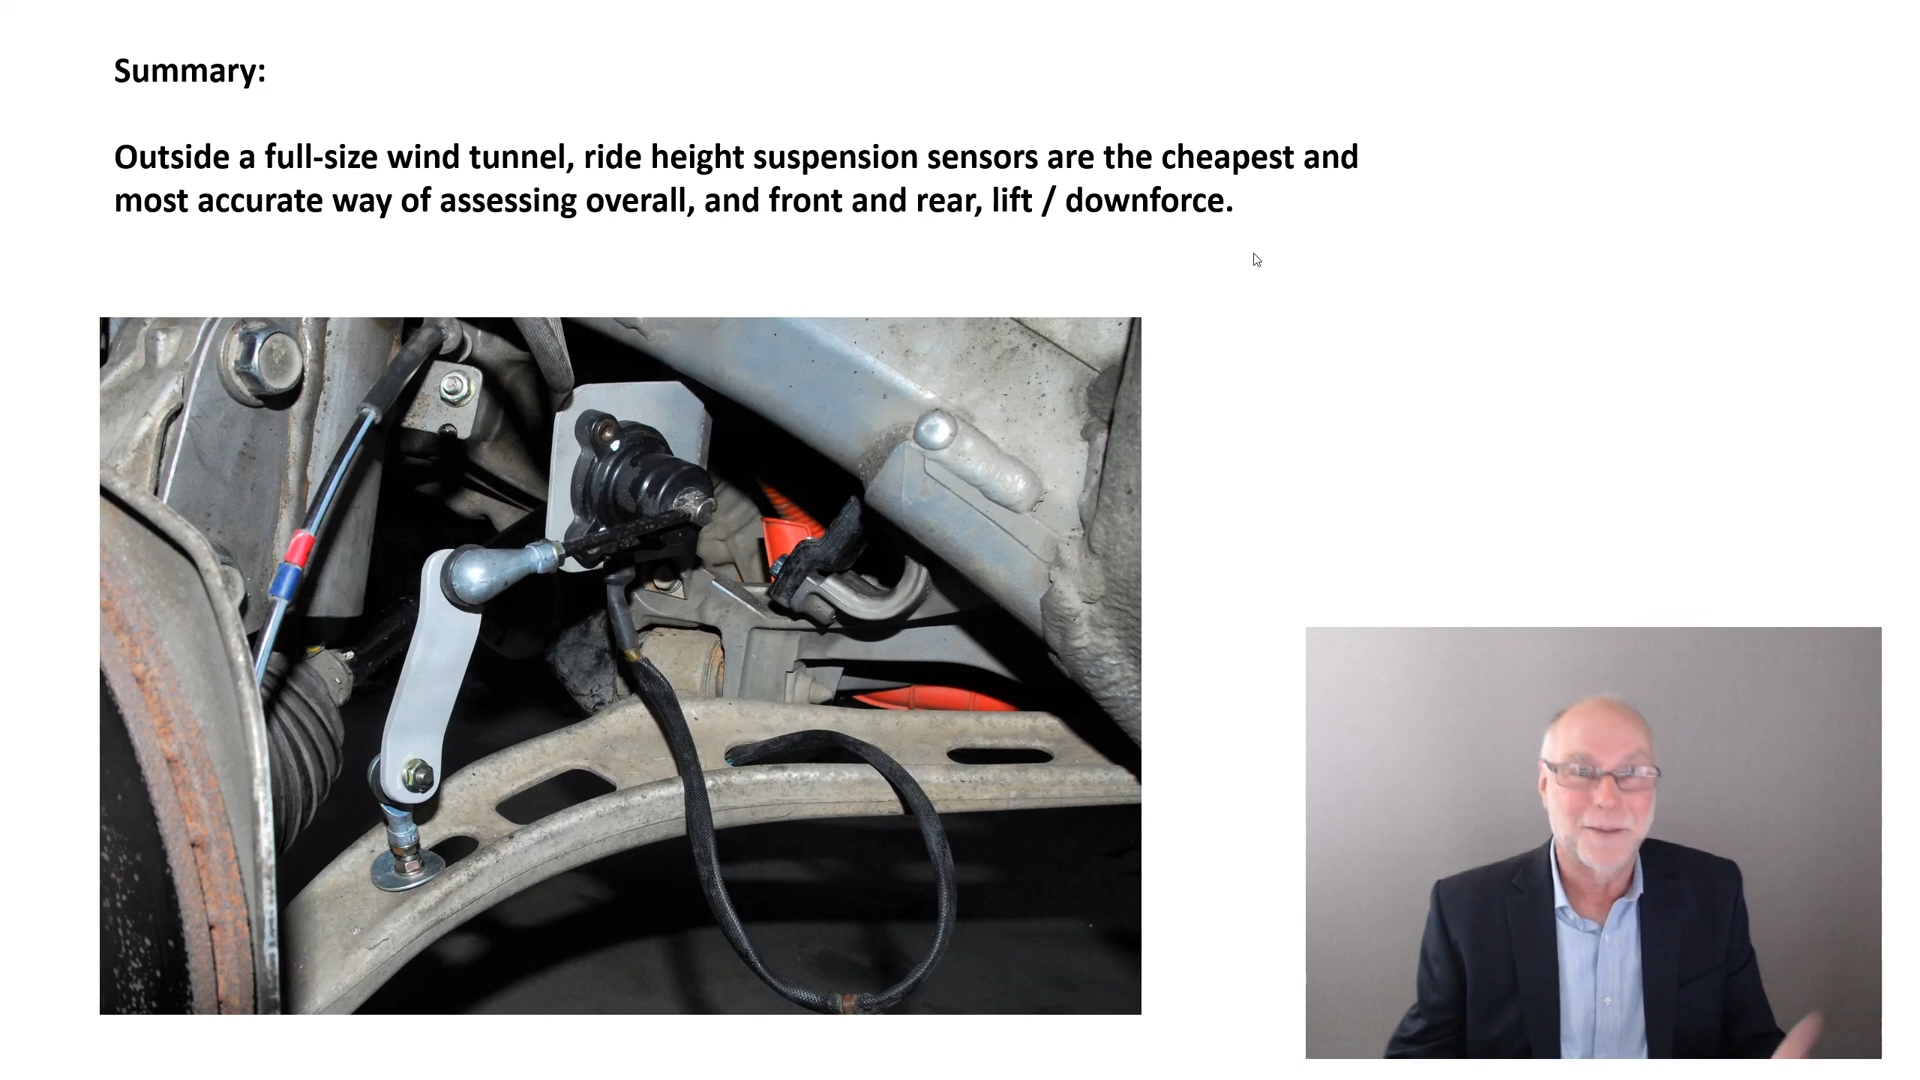 Summary:
Outside a full-size wind tunnel, ride height suspension sensors are the cheapest and
most accurate way of assessing overall, and front and rear, lift / downforce.